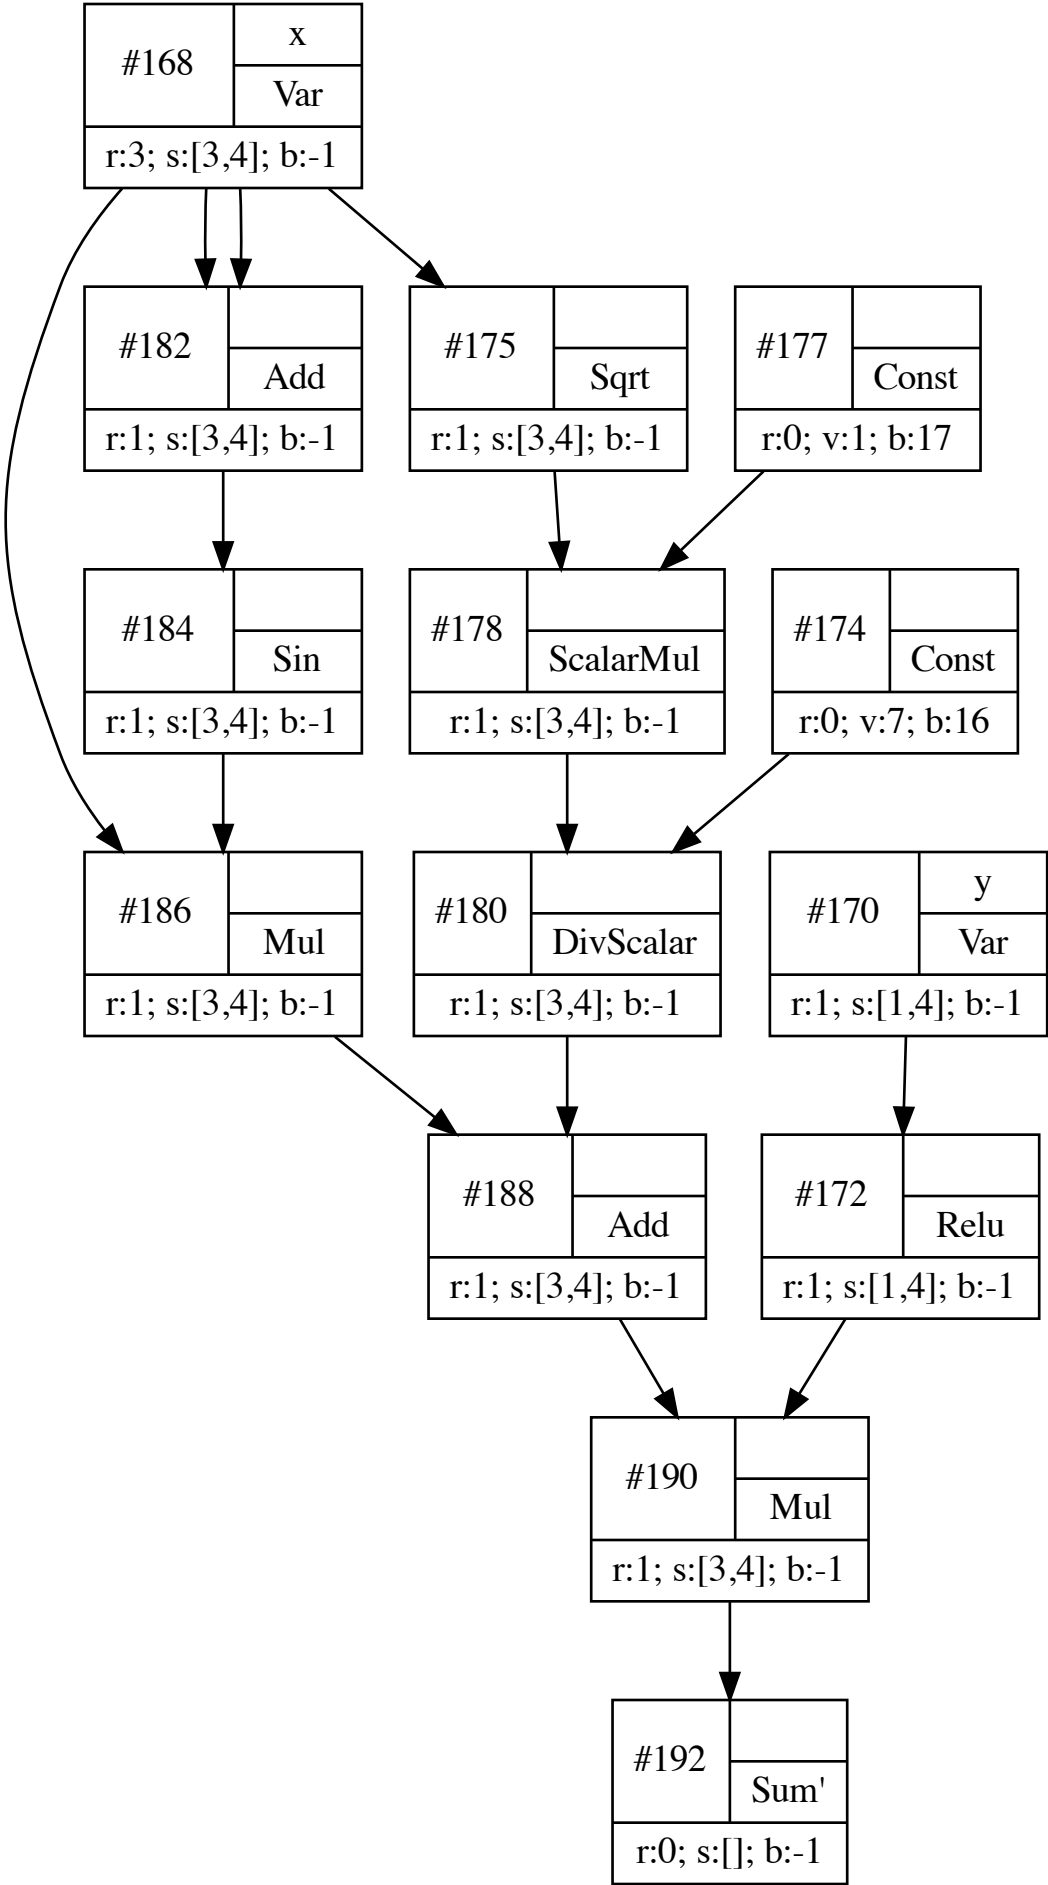 #168
x
Var
r:3; s:[3,4]; b:-1
#182
Add
r:1; s:[3,4]; b:-1
#175
Sqrt
r:1; s:[3,4]; b:-1
#177
Const
r:0; v:1; b:17
#184
Sin
r:1; s:[3,4]; b:-1
#178
ScalarMul
r:1; s:[3,4]; b:-1
#174
Const
r:0; v:7; b:16
#186
Mul
r:1; s:[3,4]; b:-1
#180
DivScalar
r:1; s:[3,4]; b:-1
#170
y
Var
r:1; s:[1,4]; b:-1
#188
Add
r:1; s:[3,4]; b:-1
#172
Relu
r:1; s:[1,4]; b:-1
#190
Mul
r:1; s:[3,4]; b:-1
#192
Sum'
r:0; s:[]; b:-1